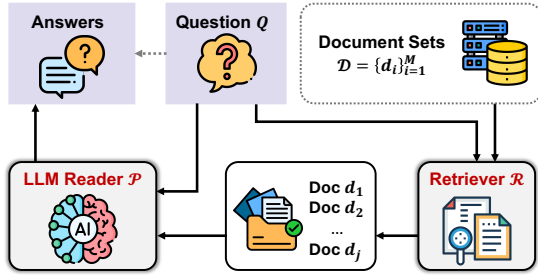 Answers
Question Q
Document Sets
𝒟 = {𝒅ᵢ}ᵢ₌₁ᴹ
LLM Reader 𝒫
AI
Doc d₁
Doc d₂
...
Doc dⱼ
Retriever ℛ